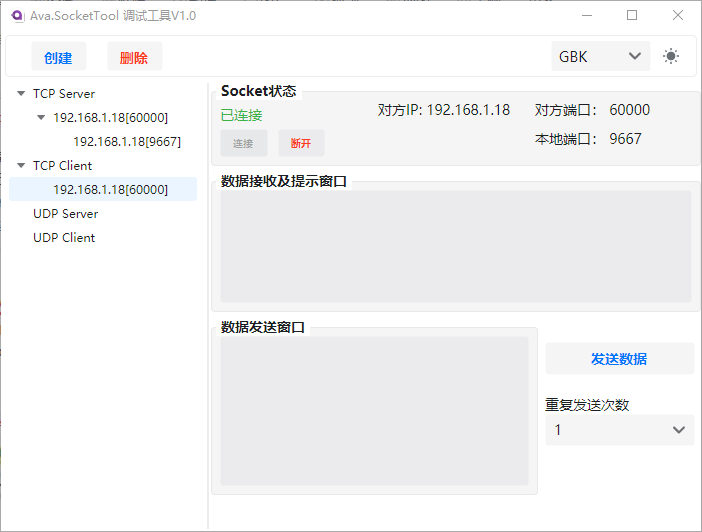 Ava.SocketTool 调试工具V1.0
创建
删除
GBK
TCP Server
192.168.1.18[60000]
192.168.1.18[9667]
TCP Client
192.168.1.18[60000]
UDP Server
UDP Client
Socket状态
已连接
对方IP: 192.168.1.18
对方端口： 60000
连接
断开
本地端口： 9667
数据接收及提示窗口
数据发送窗口
发送数据
重复发送次数
1